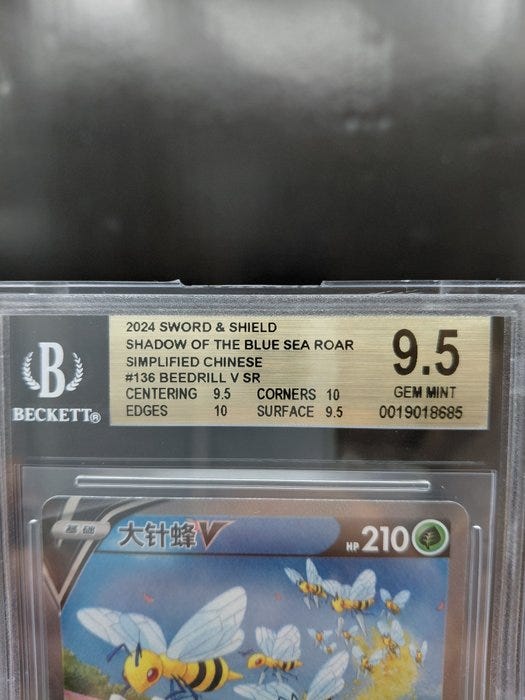 2024 SWORD & SHIELD
SHADOW OF THE BLUE SEA ROAR
SIMPLIFIED CHINESE
#136 BEEDRILL V SR
CENTERING 9.5 CORNERS 10
EDGES 10 SURFACE 9.5
9.5
GEM MINT
0019018685
B
BECKETT®
基础 大针蜂V HP 210